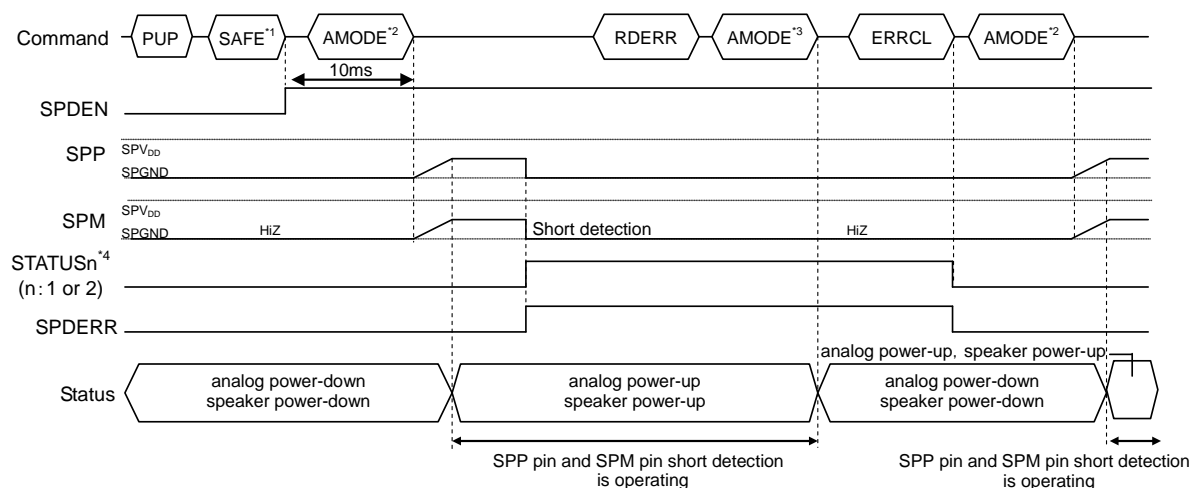 Command PUP SAFE*1 AMODE*2 RDERR AMODE*3 ERRCL AMODE*2
10ms
SPDEN
SPP SPVDD
SPGND
SPM SPVDD
SPGND HiZ Short detection HiZ
STATUSn*4
(n:1 or 2)
SPDERR
analog power-up, speaker power-up
Status analog power-down analog power-up analog power-down
speaker power-down speaker power-up speaker power-down
SPP pin and SPM pin short detection SPP pin and SPM pin short detection
is operating is operating